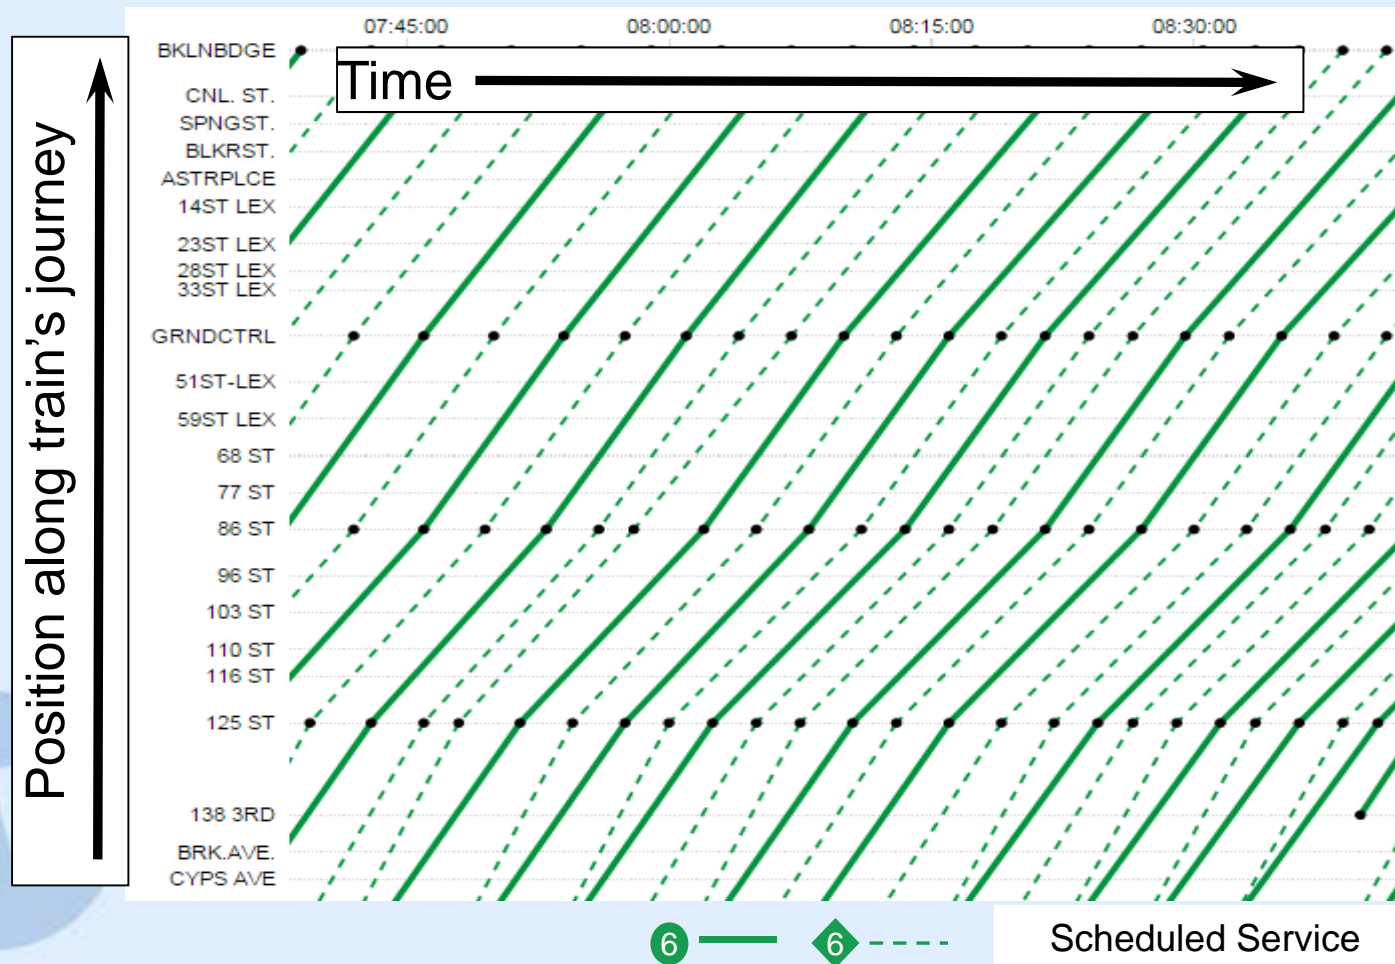 07:45:00 08:00:00 08:15:00 08:30:00
BKLNBDGE
Time
CNL. ST.
SPNGST.
BLKRST.
ASTRPLCE
14ST LEX
23ST LEX
28ST LEX
33ST LEX
GRNDCTRL
51ST-LEX
59ST LEX
68 ST
77 ST
86 ST
96 ST
103 ST
110 ST
116 ST
125 ST
138 3RD
BRK.AVE.
CYPS AVE
Position along train's journey
6 6 Scheduled Service